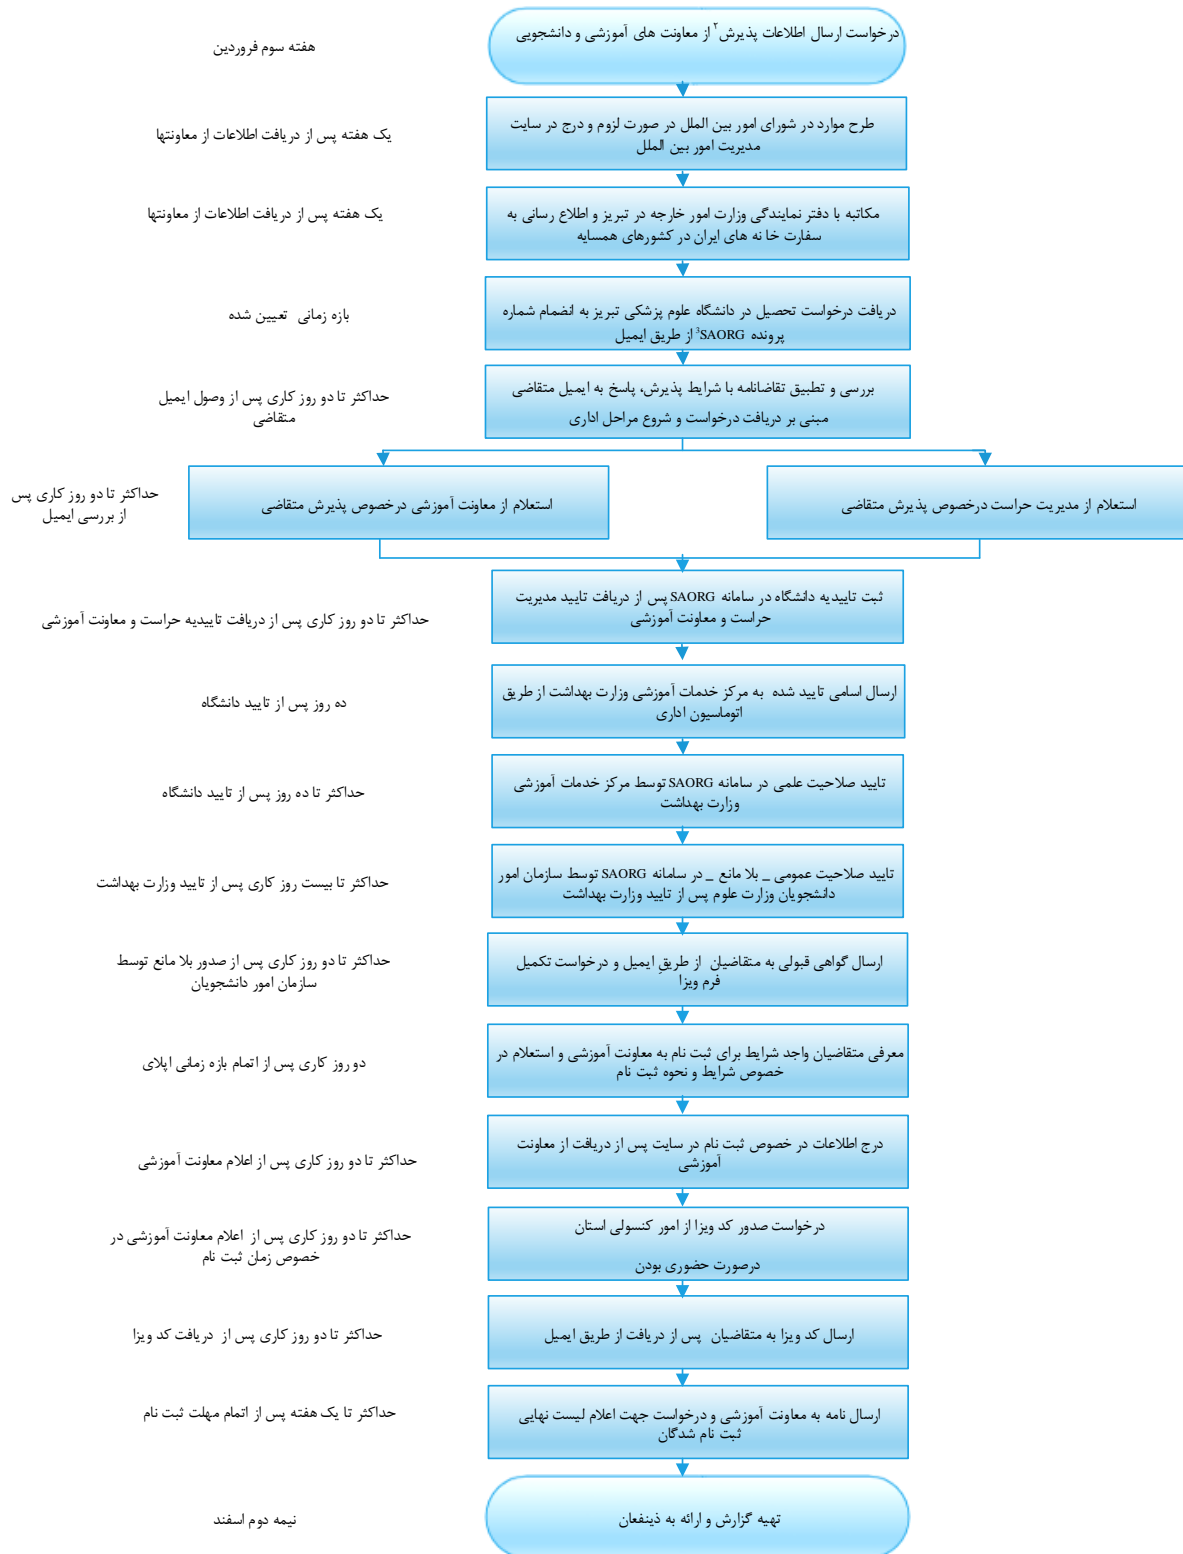 درخواست ارسال اطلاعات پذیرش۲ از معاونت های آموزشی و دانشجویی
هفته سوم فروردین
طرح موارد در شورای امور بین الملل در صورت لزوم و درج در سایت
مدیریت امور بین الملل
یک هفته پس از دریافت اطلاعات از معاونتها
مکاتبه با دفتر نمایندگی وزارت امور خارجه در تبریز و اطلاع رسانی به
سفارت خانه های ایران در کشورهای همسایه
یک هفته پس از دریافت اطلاعات از معاونتها
دریافت درخواست تحصیل در دانشگاه علوم پزشکی تبریز به انضمام شماره
پرونده SAORG³ از طریق ایمیل
بازه زمانی تعیین شده
بررسی و تطبیق تقاضانامه با شرایط پذیرش، پاسخ به ایمیل متقاضی
مبنی بر دریافت درخواست و شروع مراحل اداری
حداکثر تا دو روز کاری پس از وصول ایمیل
متقاضی
استعلام از مدیریت حراست درخصوص پذیرش متقاضی
استعلام از معاونت آموزشی درخصوص پذیرش متقاضی
حداکثر تا دو روز کاری پس
از بررسی ایمیل
ثبت تاییدیه دانشگاه در سامانه SAORG پس از دریافت تایید مدیریت
حراست و معاونت آموزشی
حداکثر تا دو روز کاری پس از دریافت تاییدیه حراست و معاونت آموزشی
ارسال اسامی تایید شده به مرکز خدمات آموزشی وزارت بهداشت از طریق
اتوماسیون اداری
ده روز پس از تایید دانشگاه
تایید صلاحیت علمی در سامانه SAORG توسط مرکز خدمات آموزشی
وزارت بهداشت
حداکثر تا ده روز پس از تایید دانشگاه
تایید صلاحیت عمومی _ بلا مانع _ در سامانه SAORG توسط سازمان امور
دانشجویان وزارت علوم پس از تایید وزارت بهداشت
حداکثر تا بیست روز کاری پس از تایید وزارت بهداشت
ارسال گواهی قبولی به متقاضیان از طریقِ ایمیل و درخواست تکمیل
فرم ویزا
حداکثر تا دو روز کاری پس از صدور بلا مانع توسط
سازمان امور دانشجویان
معرفی متقاضیان واجد شرایط برای ثبت نام به معاونت آموزشی و استعلام در
خصوص شرایط و نحوه ثبت نام
دو روز کاری پس از اتمام بازه زمانی اپلای
درج اطلاعات در خصوص ثبت نام در سایت پس از دریافت از معاونت
آموزشی
حداکثر تا دو روز کاری پس از اعلام معاونت آموزشی
درخواست صدور کد ویزا از امور کنسولی استان
درصورت حضوری بودن
حداکثر تا دو روز کاری پس از اعلام معاونت آموزشی در
خصوص زمان ثبت نام
ارسال کد ویزا به متقاضیان پس از دریافت از طریق ایمیل
حداکثر تا دو روز کاری پس از دریافت کد ویزا
ارسال نامه به معاونت آموزشی و درخواست جهت اعلام لیست نهایی
ثبت نام شدگان
حداکثر تا یک هفته پس از اتمام مهلت ثبت نام
تهیه گزارش و ارائه به ذینفعان
نیمه دوم اسفند